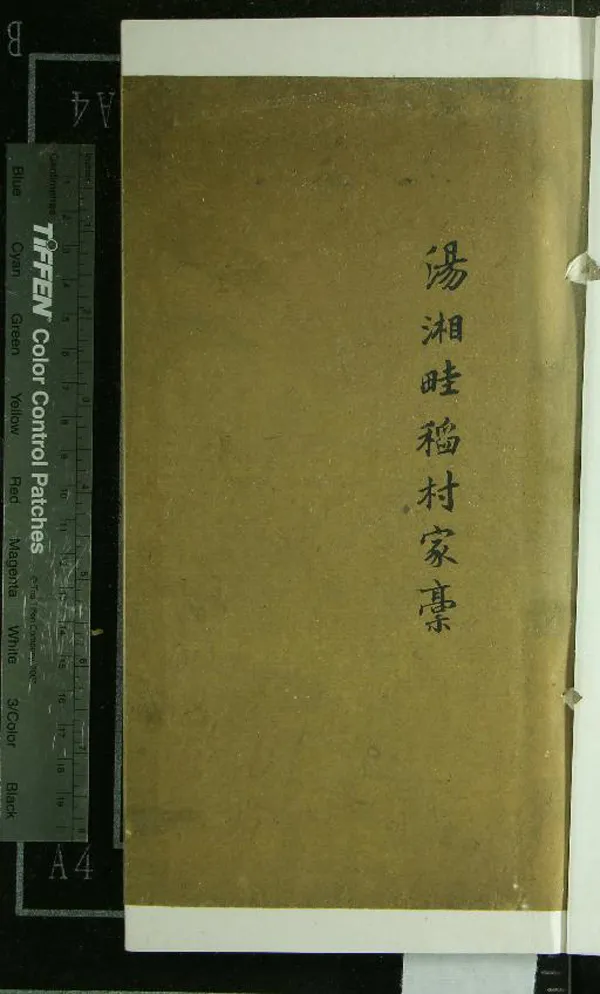 湯湘畦稻村家稾
TIFFEN® Color Control Patches
Blue Cyan Green Yellow Red Magenta White 3/Color Black
Centimetres
B
A4
A4